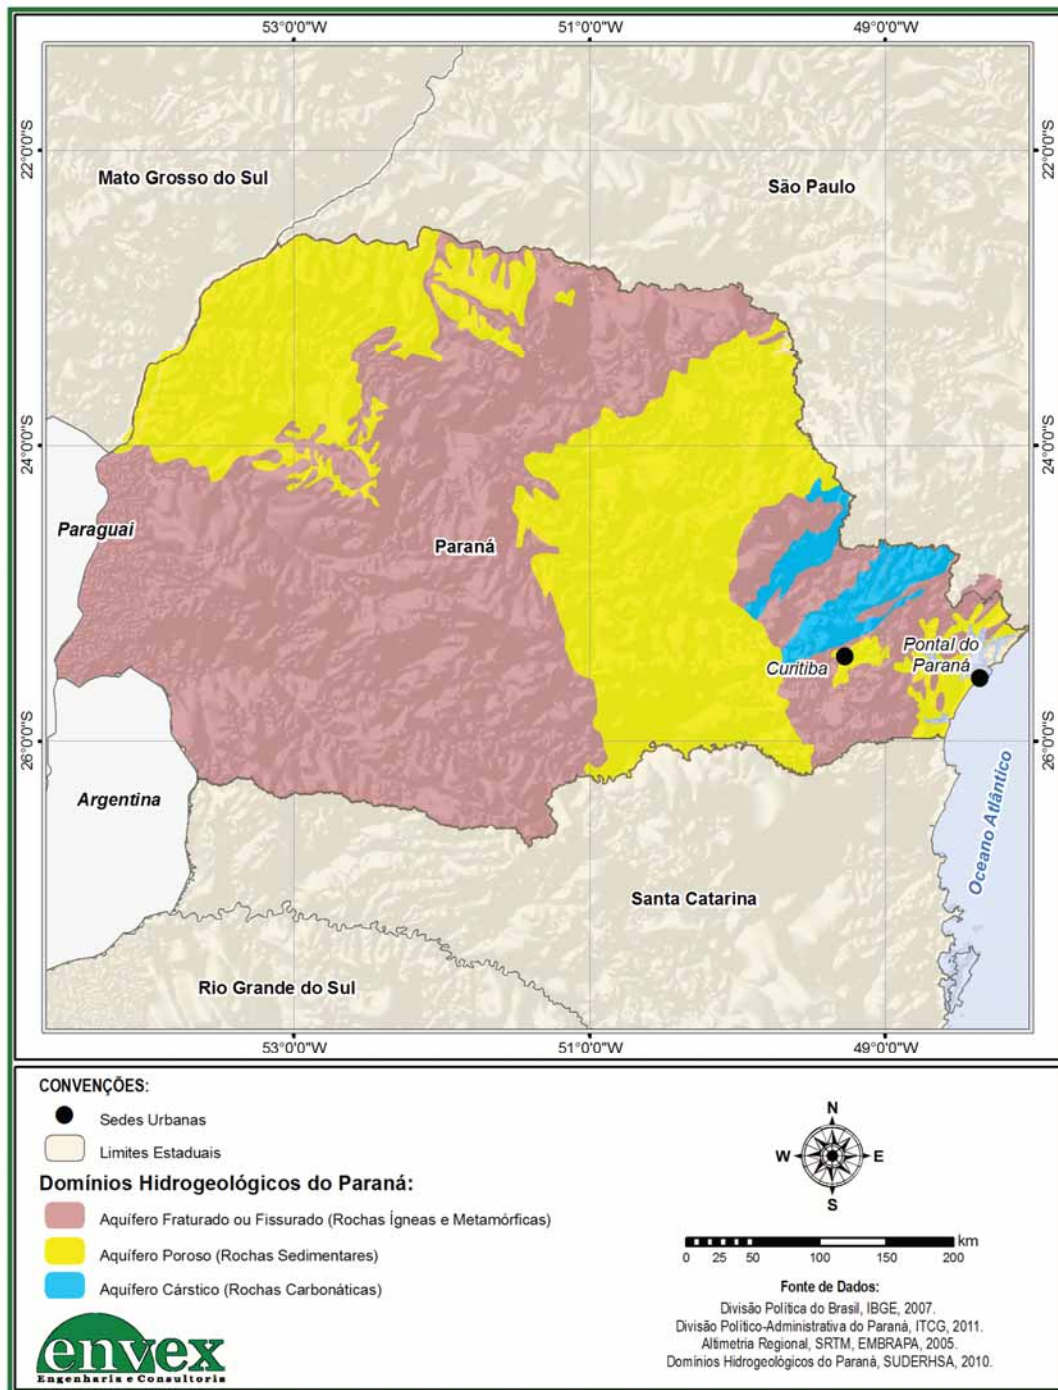 53°0'0"W
51°0'0"W
49°0'0"W
22°0'0"S
22°0'0"S
Mato Grosso do Sul
São Paulo
24°0'0"S
24°0'0"S
Paraguai
Paraná
Curitiba
Pontal do
Paraná
26°0'0"S
26°0'0"S
Argentina
Oceano Atlântico
Santa Catarina
Rio Grande do Sul
53°0'0"W
51°0'0"W
49°0'0"W
CONVENÇÕES:
Sedes Urbanas
Limites Estaduais
Domínios Hidrogeológicos do Paraná:
Aquífero Fraturado ou Fissurado (Rochas Ígneas e Metamórficas)
Aquífero Poroso (Rochas Sedimentares)
Aquífero Cárstico (Rochas Carbonáticas)
envex
Engenharia e Consultoria
N
W E
S
km
0 25 50 100 150 200
Fonte de Dados:
Divisão Política do Brasil, IBGE, 2007.
Divisão Político-Administrativa do Paraná, ITCG, 2011.
Altimetria Regional, SRTM, EMBRAPA, 2005.
Domínios Hidrogeológicos do Paraná, SUDERHSA, 2010.